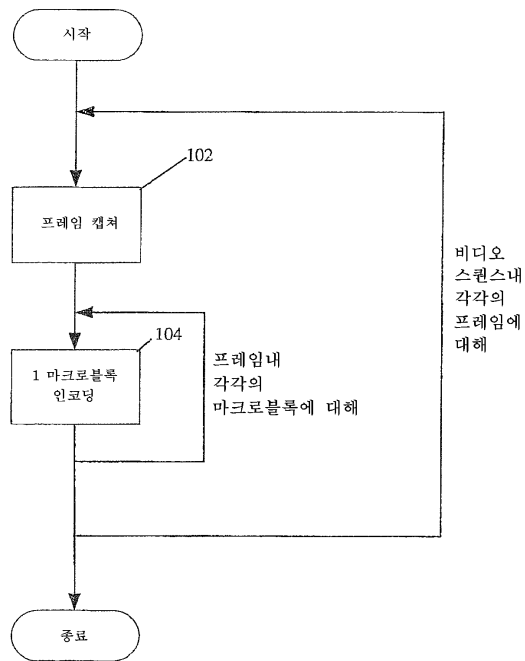 시작
102
프레임 캡쳐
비디오
스퀀스내
각각의
프레임에
대해
104
1 마크로블록
인코딩
프레임내
각각의
마크로블록에 대해
종료